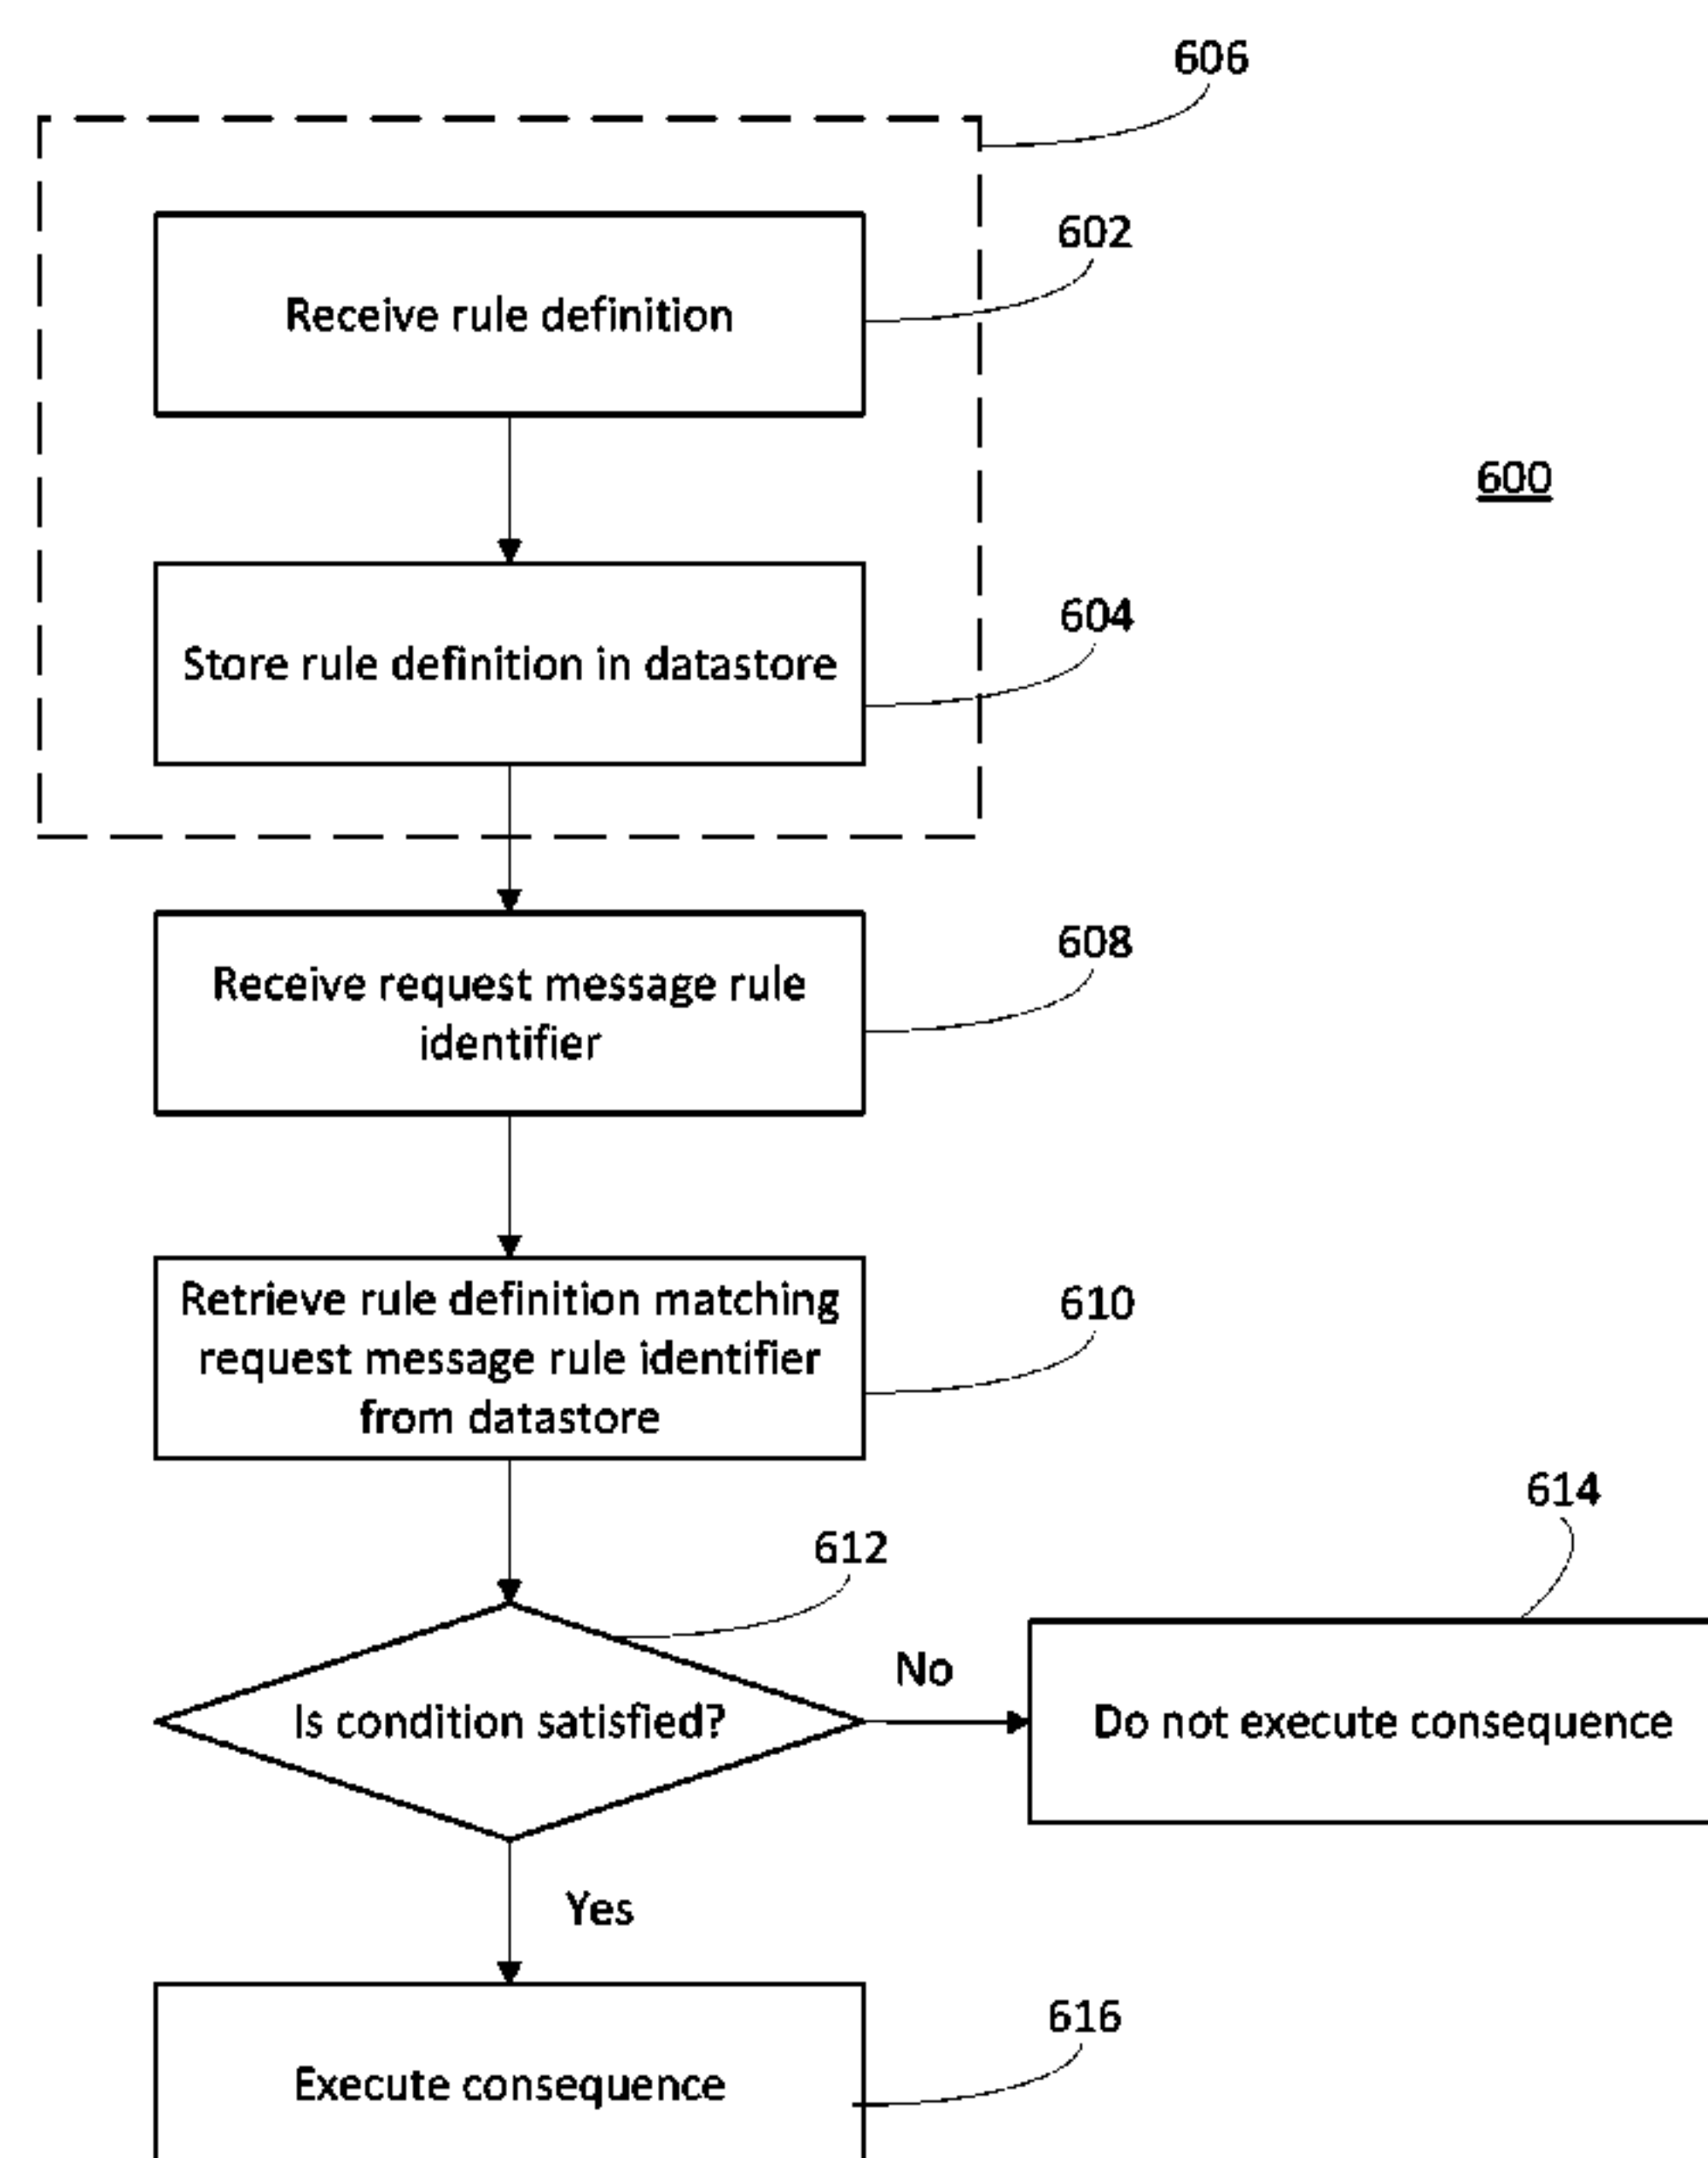 606
602
Receive rule definition
600
604
Store rule definition in datastore
608
Receive request message rule
identifier
610
Retrieve rule definition matching
request message rule identifier
from datastore
614
612
No
Is condition satisfied?
Do not execute consequence
Yes
616
Execute consequence